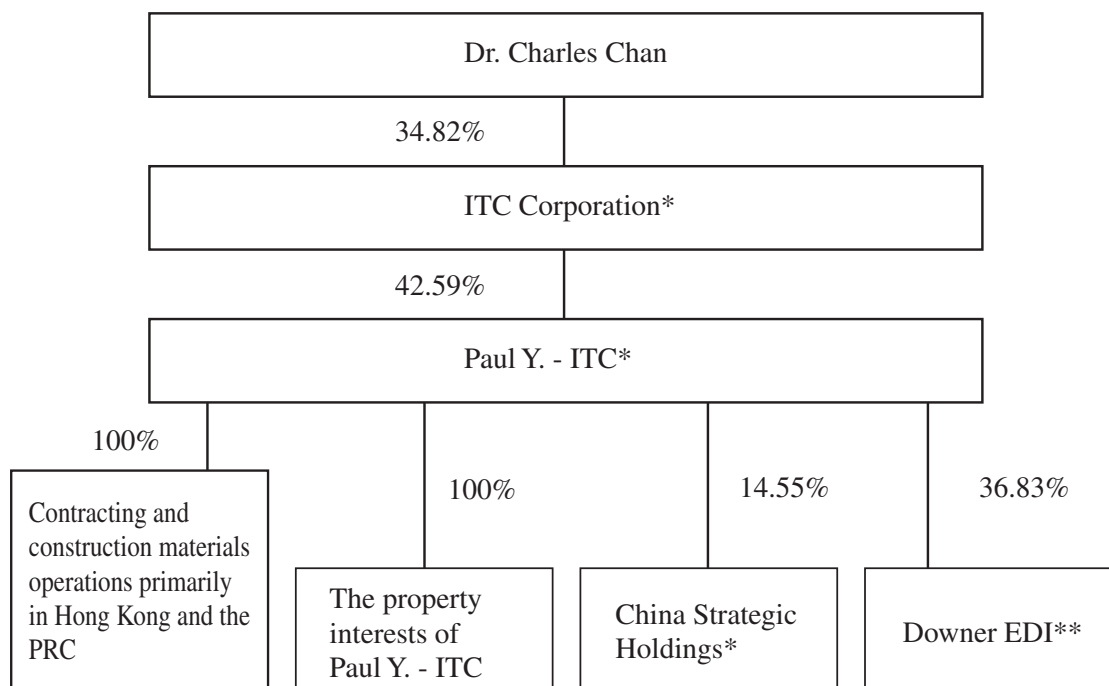 Dr. Charles Chan
34.82%
ITC Corporation*
42.59%
Paul Y. - ITC*
100%
100%
14.55%
36.83%
Contracting and
construction materials
operations primarily
in Hong Kong and the
PRC
The property
interests of
Paul Y. - ITC
China Strategic
Holdings*
Downer EDI**